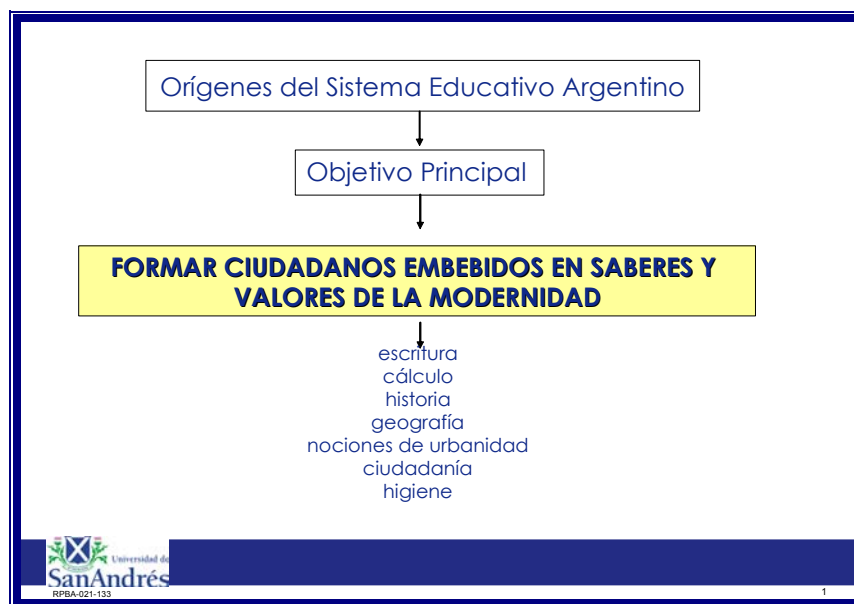 Orígenes del Sistema Educativo Argentino
Objetivo Principal
FORMAR CIUDADANOS EMBEBIDOS EN SABERES Y
VALORES DE LA MODERNIDAD
escritura
cálculo
historia
geografía
nociones de urbanidad
ciudadanía
higiene
Universidad de
SanAndrés
RPBA-021-133
1